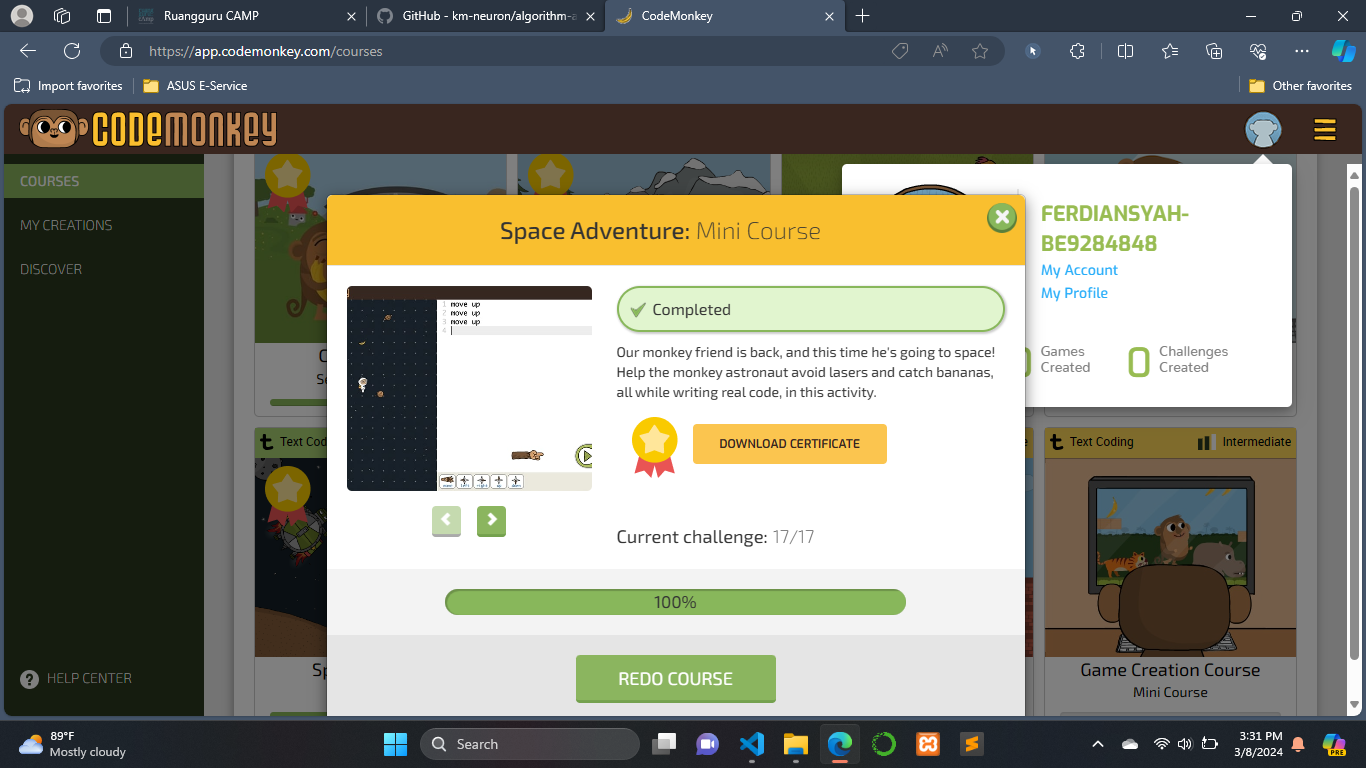 Ruangguru CAMP
GitHub - km-neuron/algorithm-a
CodeMonkey
https://app.codemonkey.com/courses
Import favorites
ASUS E-Service
Other favorites
CODEMONKEY
COURSES
MY CREATIONS
DISCOVER
HELP CENTER
FERDIANSYAH-
BE9284848
My Account
My Profile
Games
Created
0
Challenges
Created
Space Adventure: Mini Course
1 move up
2 move up
3 move up
4
Completed
Our monkey friend is back, and this time he's going to space!
Help the monkey astronaut avoid lasers and catch bananas,
all while writing real code, in this activity.
DOWNLOAD CERTIFICATE
Current challenge: 17/17
100%
REDO COURSE
t Text Cod
t Text Coding
Intermediate
Game Creation Course
Mini Course
Sp
89°F
Mostly cloudy
Search
3:31 PM
3/8/2024
PRE